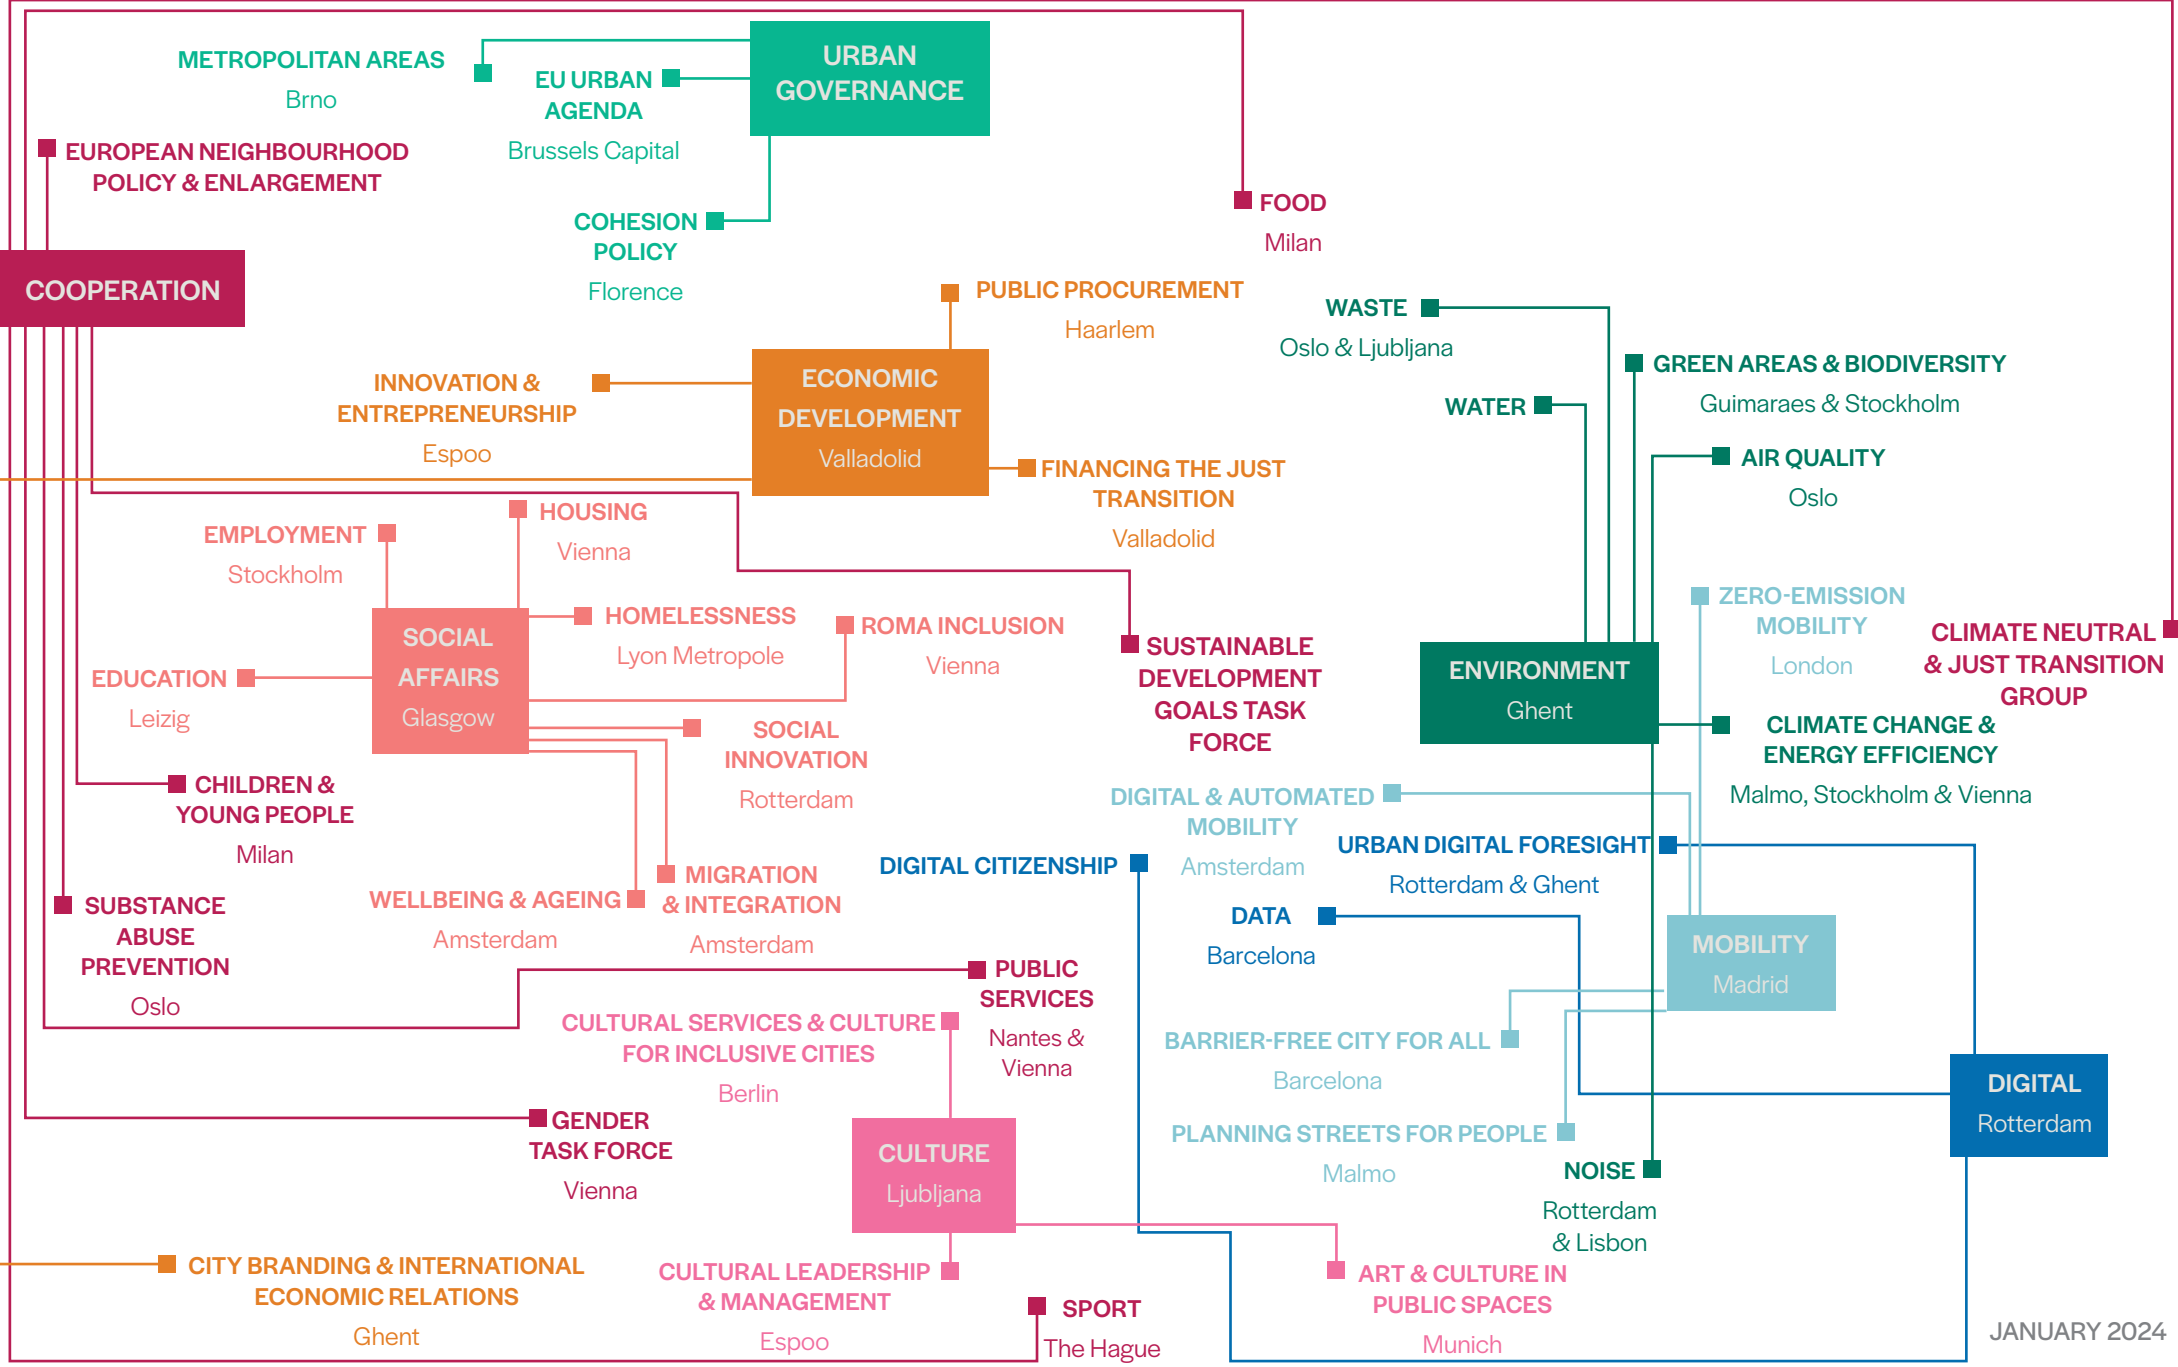 METROPOLITAN AREAS
Brno
EU URBAN
AGENDA
Brussels Capital
URBAN
GOVERNANCE
EUROPEAN NEIGHBOURHOOD
POLICY & ENLARGEMENT
COHESION
POLICY
Florence
FOOD
Milan
COOPERATION
PUBLIC PROCUREMENT
Haarlem
WASTE
Oslo & Ljubljana
INNOVATION &
ENTREPRENEURSHIP
Espoo
ECONOMIC
DEVELOPMENT
Valladolid
GREEN AREAS & BIODIVERSITY
Guimaraes & Stockholm
WATER
FINANCING THE JUST
TRANSITION
Valladolid
AIR QUALITY
Oslo
EMPLOYMENT
Stockholm
HOUSING
Vienna
SOCIAL
AFFAIRS
Glasgow
HOMELESSNESS
Lyon Metropole
ROMA INCLUSION
Vienna
SUSTAINABLE
DEVELOPMENT
GOALS TASK
FORCE
ENVIRONMENT
Ghent
ZERO-EMISSION
MOBILITY
London
CLIMATE NEUTRAL
& JUST TRANSITION
GROUP
EDUCATION
Leizig
SOCIAL
INNOVATION
Rotterdam
CLIMATE CHANGE &
ENERGY EFFICIENCY
Malmo, Stockholm & Vienna
CHILDREN &
YOUNG PEOPLE
Milan
DIGITAL & AUTOMATED
MOBILITY
Amsterdam
URBAN DIGITAL FORESIGHT
Rotterdam & Ghent
DIGITAL CITIZENSHIP
WELLBEING & AGEING
Amsterdam
MIGRATION
& INTEGRATION
Amsterdam
SUBSTANCE
ABUSE
PREVENTION
Oslo
DATA
Barcelona
MOBILITY
Madrid
PUBLIC
SERVICES
Nantes &
Vienna
CULTURAL SERVICES & CULTURE
FOR INCLUSIVE CITIES
Berlin
BARRIER-FREE CITY FOR ALL
Barcelona
DIGITAL
Rotterdam
GENDER
TASK FORCE
Vienna
CULTURE
Ljubljana
PLANNING STREETS FOR PEOPLE
Malmo
NOISE
Rotterdam
& Lisbon
CITY BRANDING & INTERNATIONAL
ECONOMIC RELATIONS
Ghent
CULTURAL LEADERSHIP
& MANAGEMENT
Espoo
SPORT
The Hague
ART & CULTURE IN
PUBLIC SPACES
Munich
JANUARY 2024